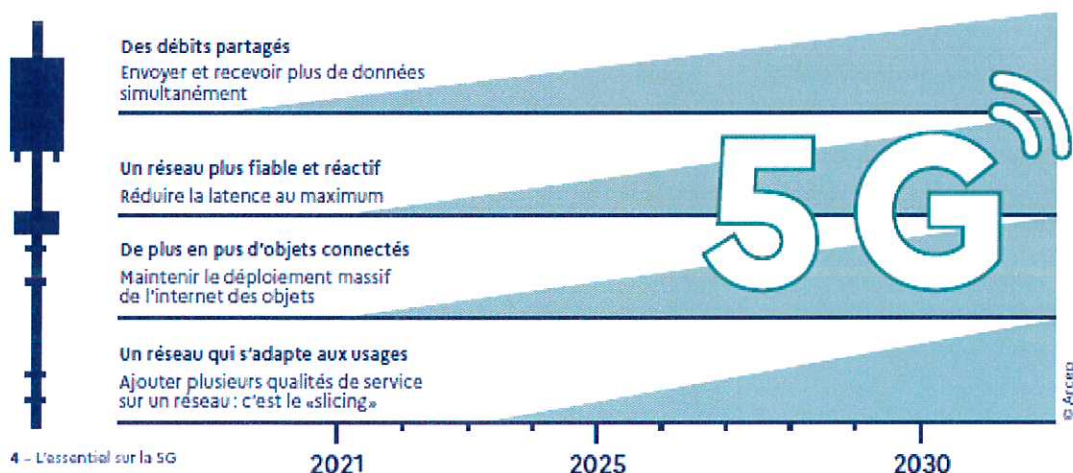 Des débits partagés
Envoyer et recevoir plus de données
simultanément
Un réseau plus fiable et réactif
Réduire la latence au maximum
De plus en pus d'objets connectés
Maintenir le déploiement massif
de l'internet des objets
Un réseau qui s'adapte aux usages
Ajouter plusieurs qualités de service
sur un réseau : c'est le «slicing»
5G
© Arcep
4 – L'essentiel sur la 5G
2021
2025
2030